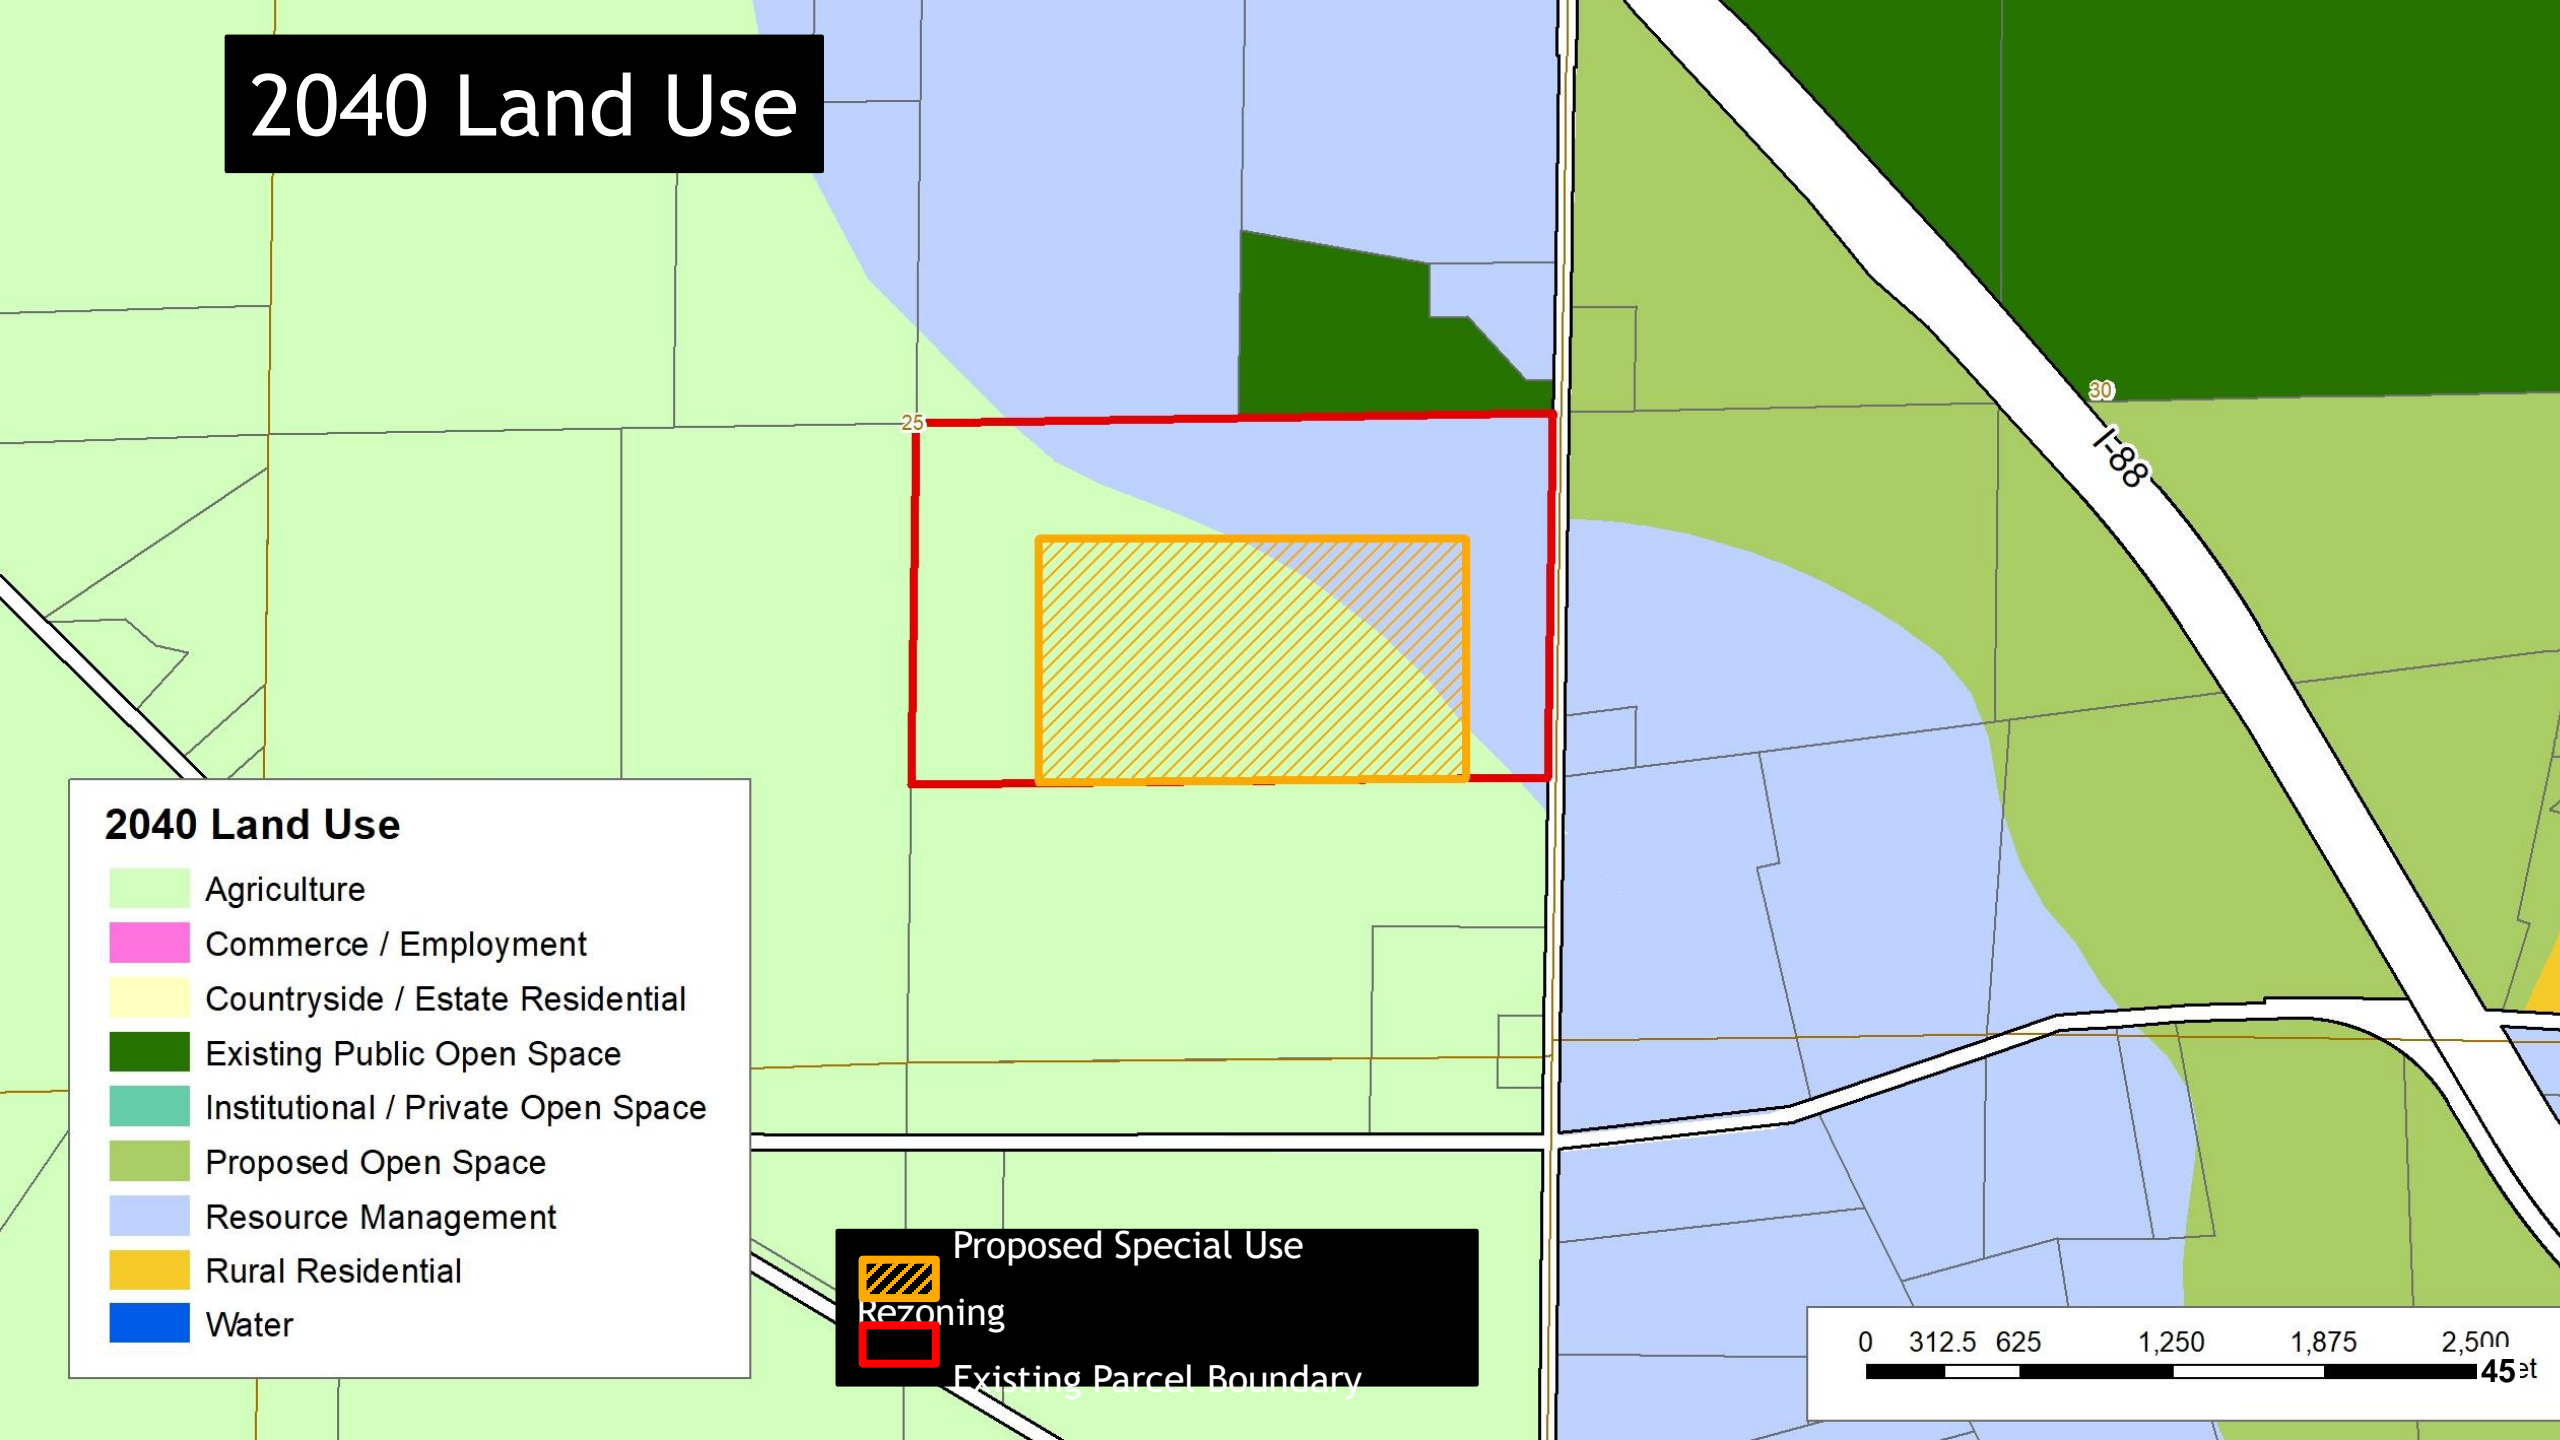 2040 Land Use
25
30
I-88
2040 Land Use
Agriculture
Commerce / Employment
Countryside / Estate Residential
Existing Public Open Space
Institutional / Private Open Space
Proposed Open Space
Resource Management
Rural Residential
Water
Proposed Special Use
Rezoning
Existing Parcel Boundary
0 312.5 625 1,250 1,875 2,500
45